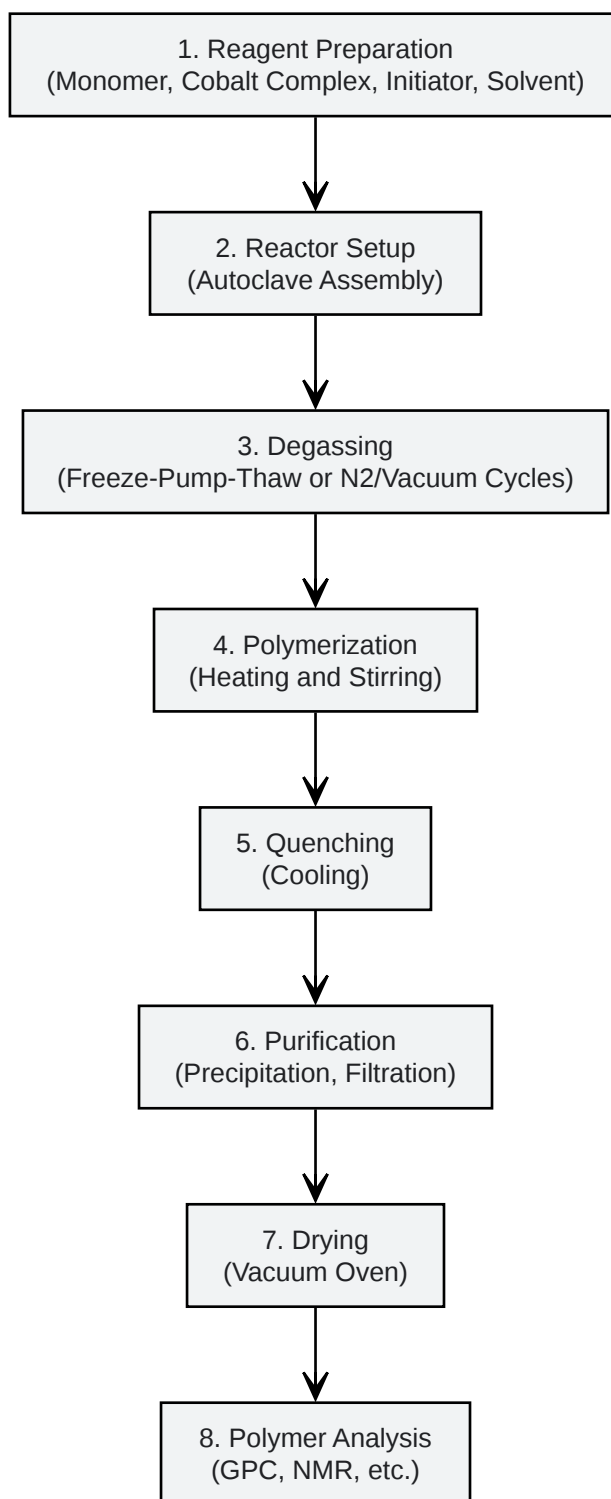 1. Reagent Preparation
(Monomer, Cobalt Complex, Initiator, Solvent)
2. Reactor Setup
(Autoclave Assembly)
3. Degassing
(Freeze-Pump-Thaw or N2/Vacuum Cycles)
4. Polymerization
(Heating and Stirring)
5. Quenching
(Cooling)
6. Purification
(Precipitation, Filtration)
7. Drying
(Vacuum Oven)
8. Polymer Analysis
(GPC, NMR, etc.)